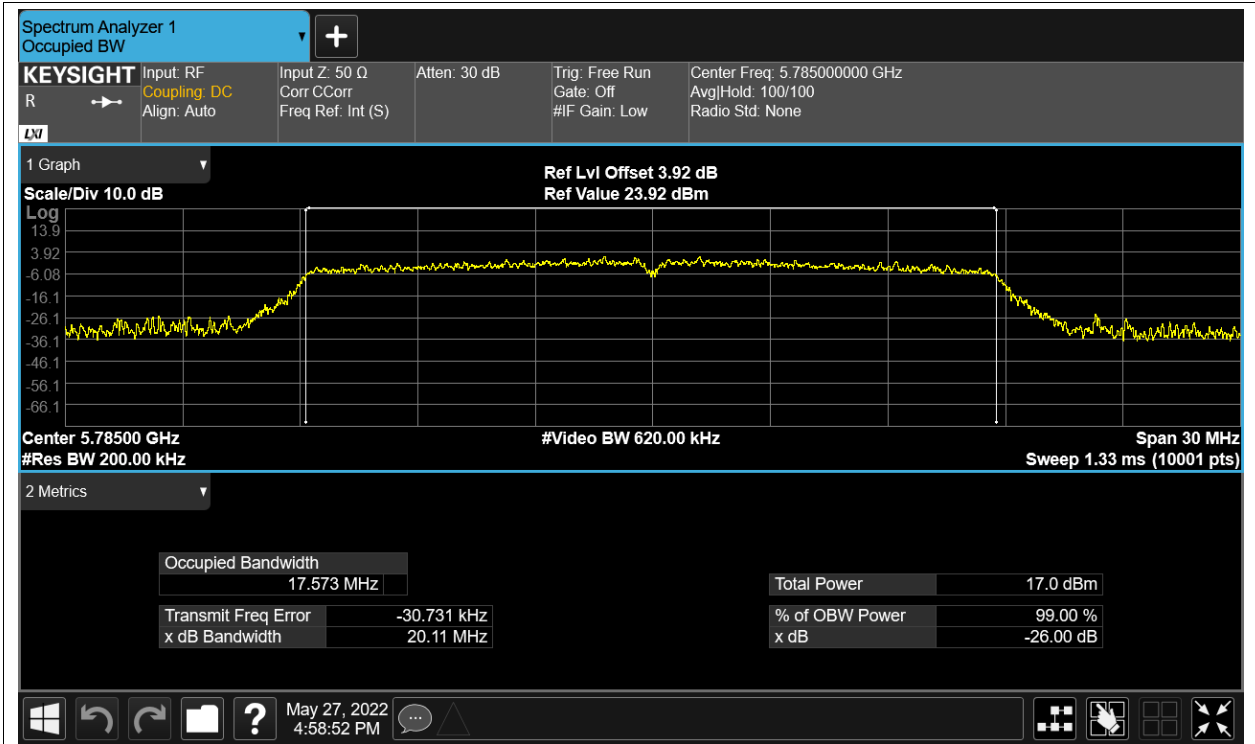 Spectrum Analyzer 1
Occupied BW
KEYSIGHT
R
LXI
Input: RF
Coupling: DC
Align: Auto
Input Z: 50 Ω
Corr CCorr
Freq Ref: Int (S)
Atten: 30 dB
Trig: Free Run
Gate: Off
#IF Gain: Low
Center Freq: 5.785000000 GHz
Avg|Hold: 100/100
Radio Std: None
1 Graph
Scale/Div 10.0 dB
Ref Lvl Offset 3.92 dB
Ref Value 23.92 dBm
Log
13.9
3.92
-6.08
-16.1
-26.1
-36.1
-46.1
-56.1
-66.1
Center 5.78500 GHz
#Res BW 200.00 kHz
#Video BW 620.00 kHz
Span 30 MHz
Sweep 1.33 ms (10001 pts)
2 Metrics
Occupied Bandwidth
17.573 MHz
Transmit Freq Error -30.731 kHz
x dB Bandwidth 20.11 MHz
Total Power 17.0 dBm
% of OBW Power 99.00 %
x dB -26.00 dB
?
May 27, 2022
4:58:52 PM